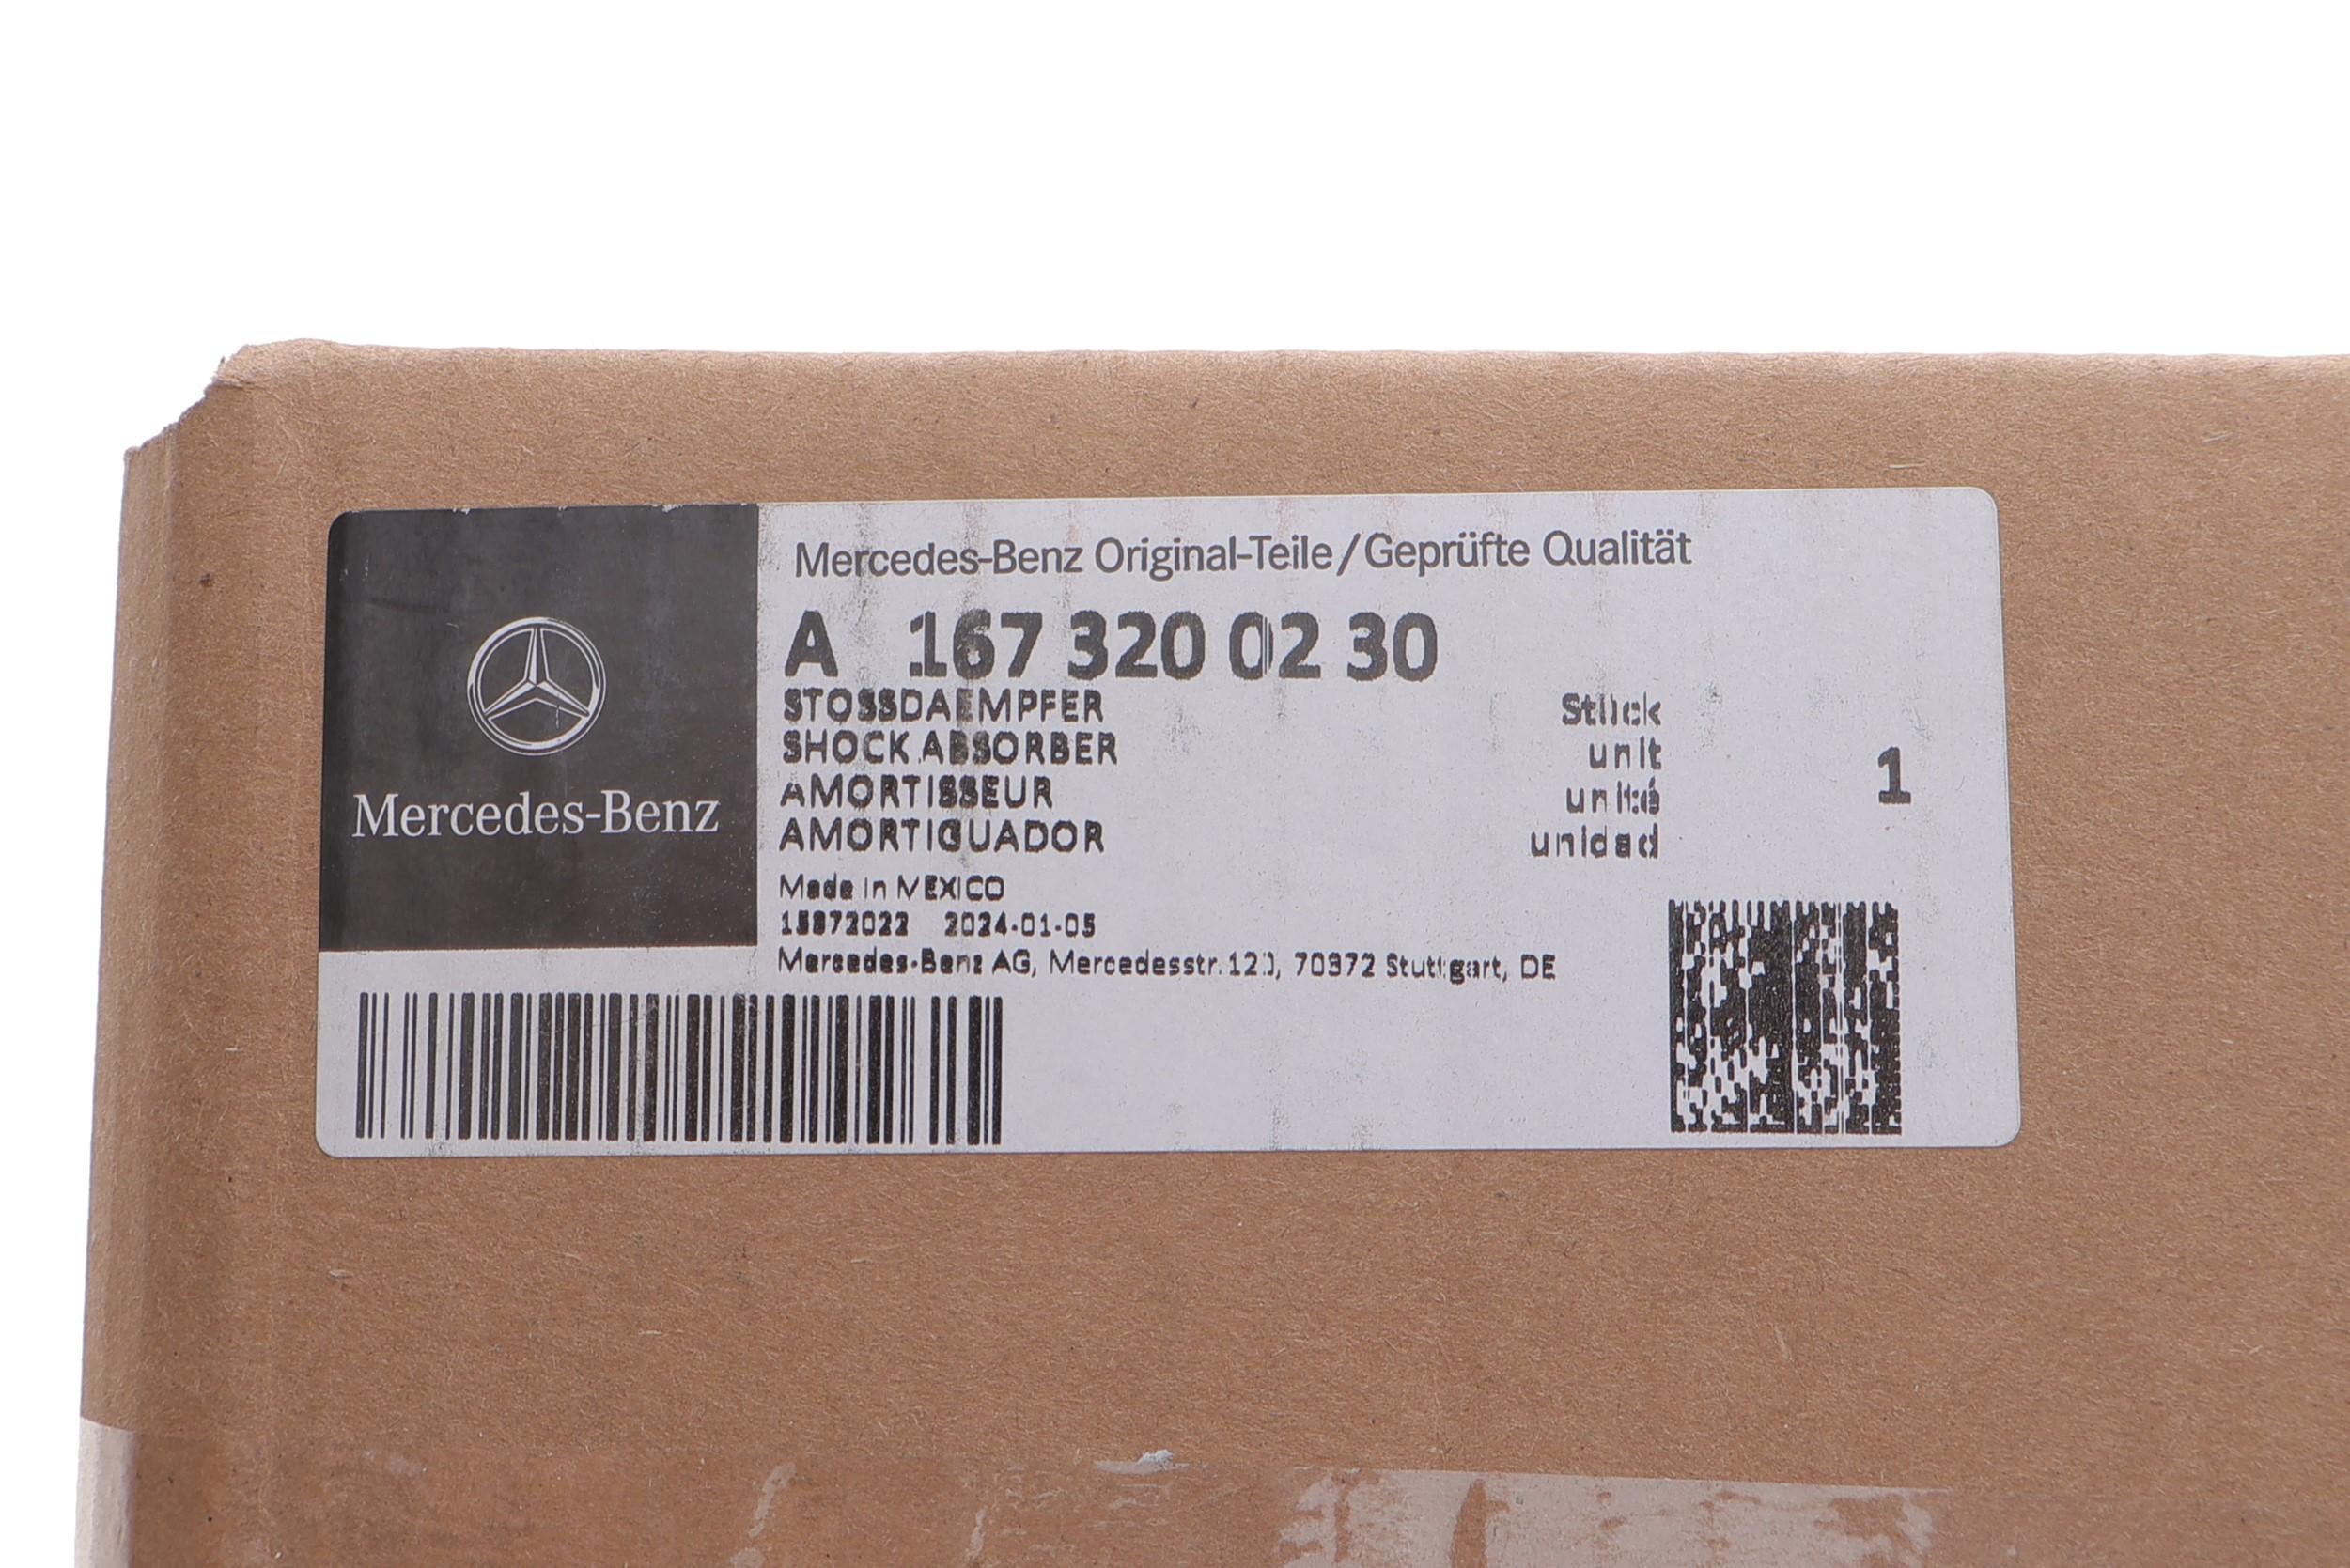 Mercedes-Benz
Mercedes-Benz Original-Teile/Geprüfte Qualität
A 167 320 02 30
STOSSDAEMPFER
SHOCK ABSORBER
AMORTISSEUR
AMORTIGUADOR
Stück
unit
unité
unidad
1
Made in MEXICO
2024-01-05
Mercedes-Benz AG, Mercedesstr. 120, 70372 Stuttgart, DE